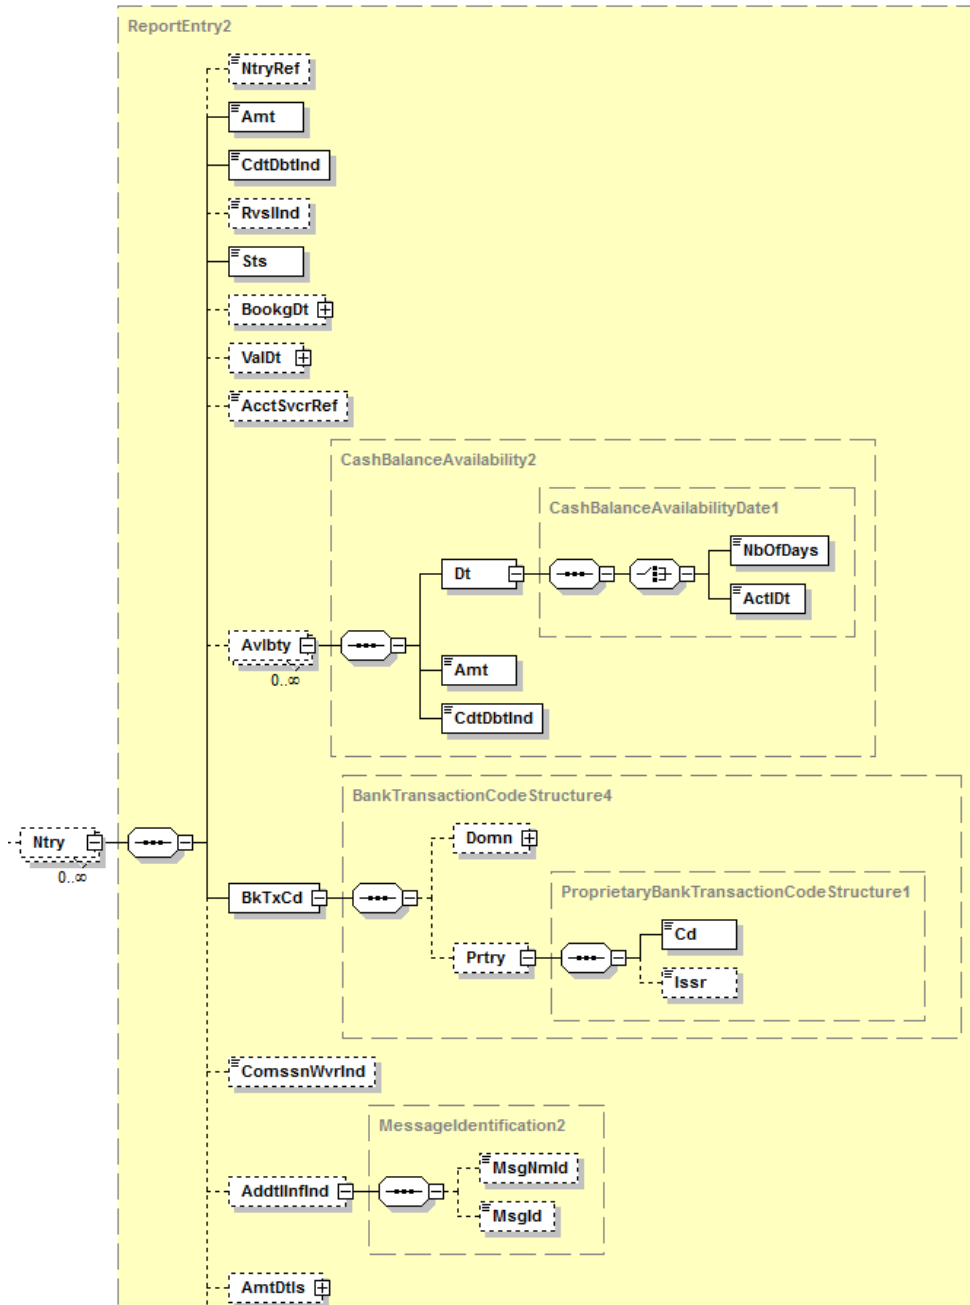 ReportEntry2
NtryRef
Amt
CdtDbtInd
RvslInd
Sts
BookgDt
ValDt
AcctSvcrRef
CashBalanceAvailability2
CashBalanceAvailabilityDate1
NbOfDays
Dt
ActlDt
Avlbty
0..∞
Amt
CdtDbtInd
BankTransactionCodeStructure4
Ntry
0..∞
Domn
ProprietaryBankTransactionCodeStructure1
BkTxCd
Cd
Prtry
Issr
ComssnWvrInd
MessageIdentification2
MsgNmId
AddtlInfInd
MsgId
AmtDtls